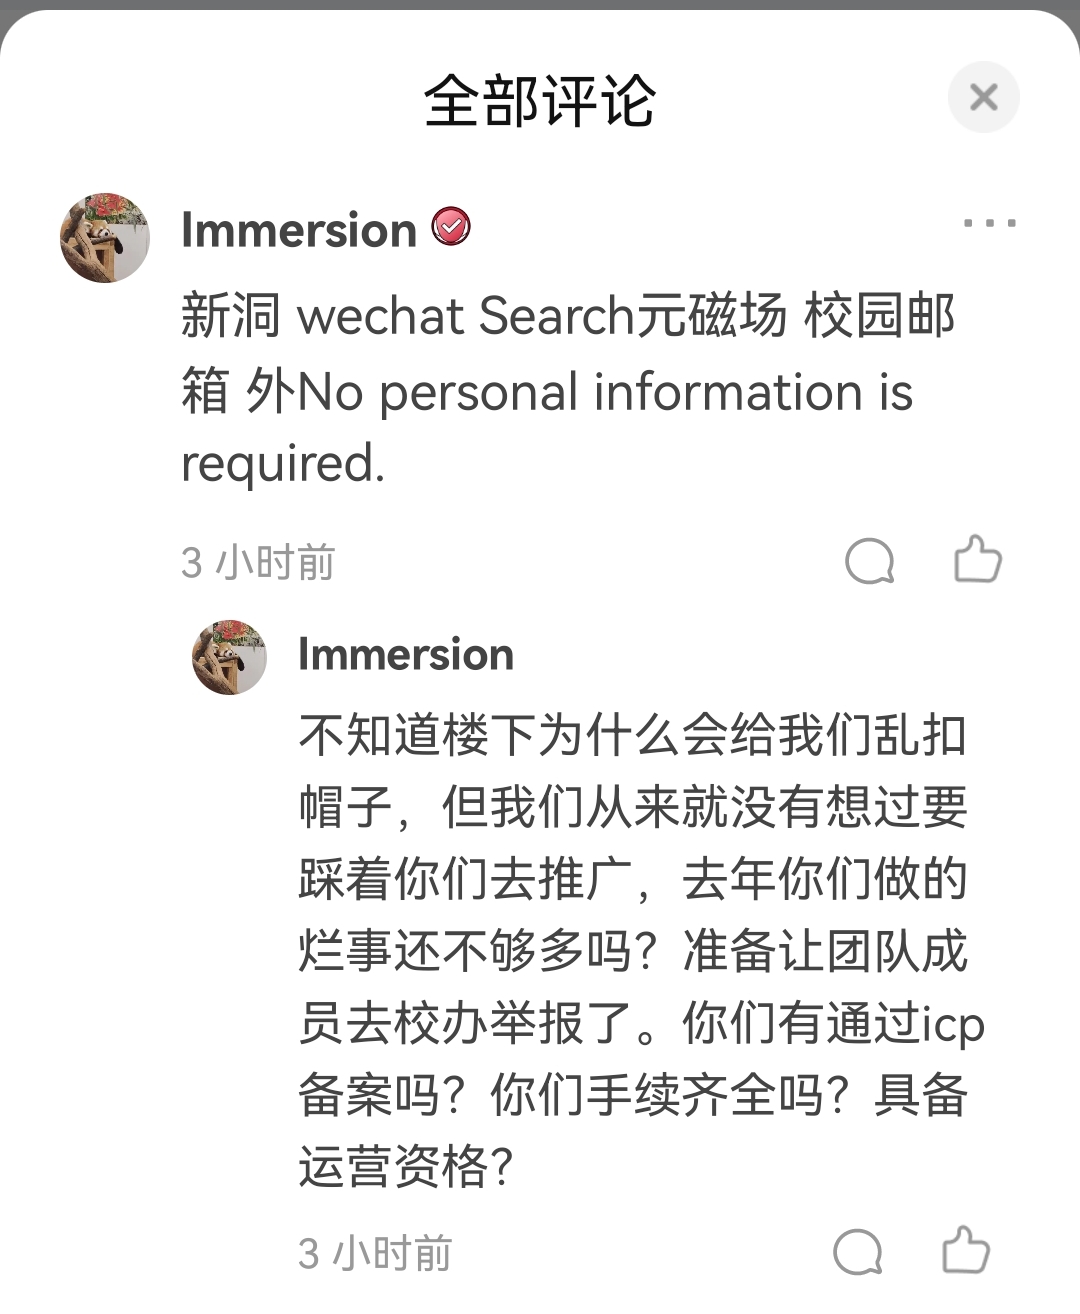 全部评论
Immersion
新洞 wechat Search元磁场 校园邮
箱 外No personal information is
required.
3 小时前
Immersion
不知道楼下为什么会给我们乱扣
帽子，但我们从来就没有想过要
踩着你们去推广，去年你们做的
烂事还不够多吗？准备让团队成
员去校办举报了。你们有通过icp
备案吗？你们手续齐全吗？具备
运营资格？
3 小时前